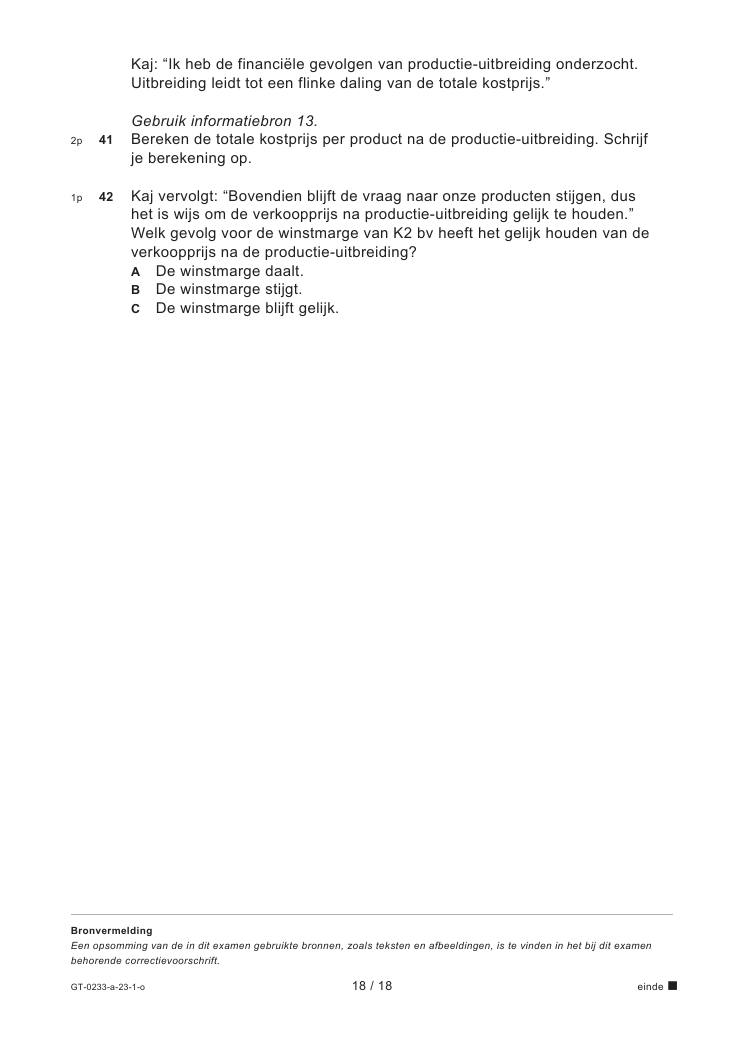 Kaj: “Ik heb de financiële gevolgen van productie-uitbreiding onderzocht.
Uitbreiding leidt tot een flinke daling van de totale kostprijs.”
Gebruik informatiebron 13.
2p 41 Bereken de totale kostprijs per product na de productie-uitbreiding. Schrijf
je berekening op.
1p 42 Kaj vervolgt: “Bovendien blijft de vraag naar onze producten stijgen, dus
het is wijs om de verkoopprijs na productie-uitbreiding gelijk te houden.”
Welk gevolg voor de winstmarge van K2 bv heeft het gelijk houden van de
verkoopprijs na de productie-uitbreiding?
A De winstmarge daalt.
B De winstmarge stijgt.
C De winstmarge blijft gelijk.
Bronvermelding
Een opsomming van de in dit examen gebruikte bronnen, zoals teksten en afbeeldingen, is te vinden in het bij dit examen
behorende correctievoorschrift.
GT-0233-a-23-1-o 18 / 18 einde ■